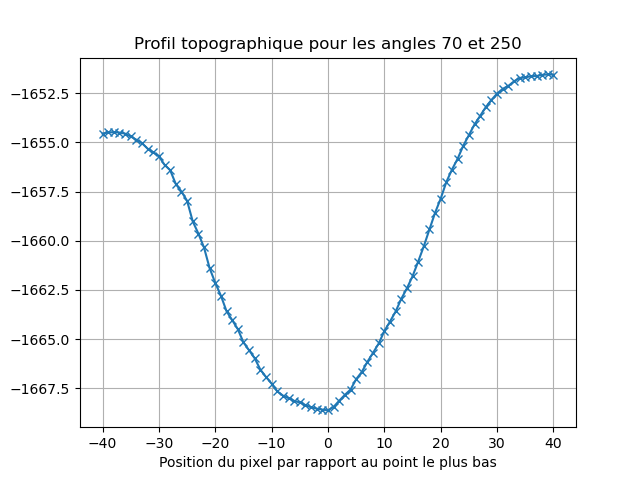 Profil topographique pour les angles 70 et 250
−1652.5
−1655.0
−1657.5
−1660.0
−1662.5
−1665.0
−1667.5
−40 −30 −20 −10 0 10 20 30 40
Position du pixel par rapport au point le plus bas